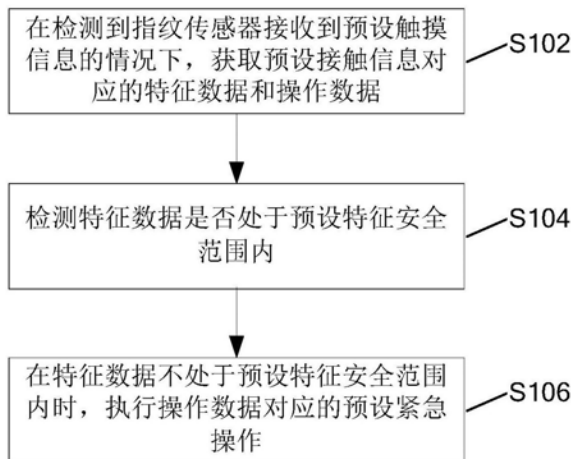 在检测到指纹传感器接收到预设触摸
信息的情况下，获取预设接触信息对
应的特征数据和操作数据
S102
检测特征数据是否处于预设特征安全
范围内
S104
在特征数据不处于预设特征安全范围
内时，执行操作数据对应的预设紧急
操作
S106